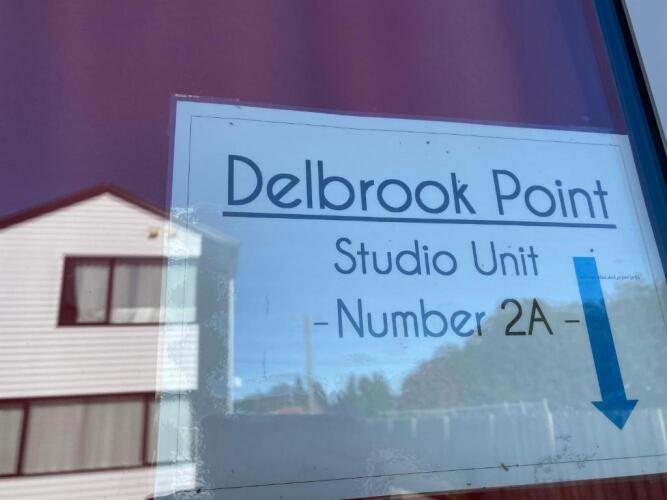 Delbrook Point
Studio Unit
-Number 2A -